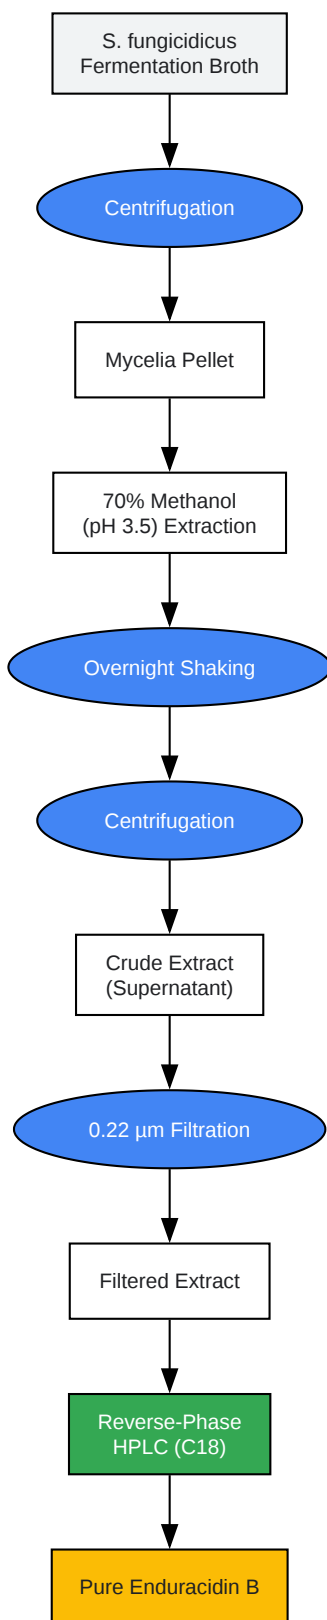 S. fungicidicus
Fermentation Broth
Centrifugation
Mycelia Pellet
70% Methanol
(pH 3.5) Extraction
Overnight Shaking
Centrifugation
Crude Extract
(Supernatant)
0.22 µm Filtration
Filtered Extract
Reverse-Phase
HPLC (C18)
Pure Enduracidin B